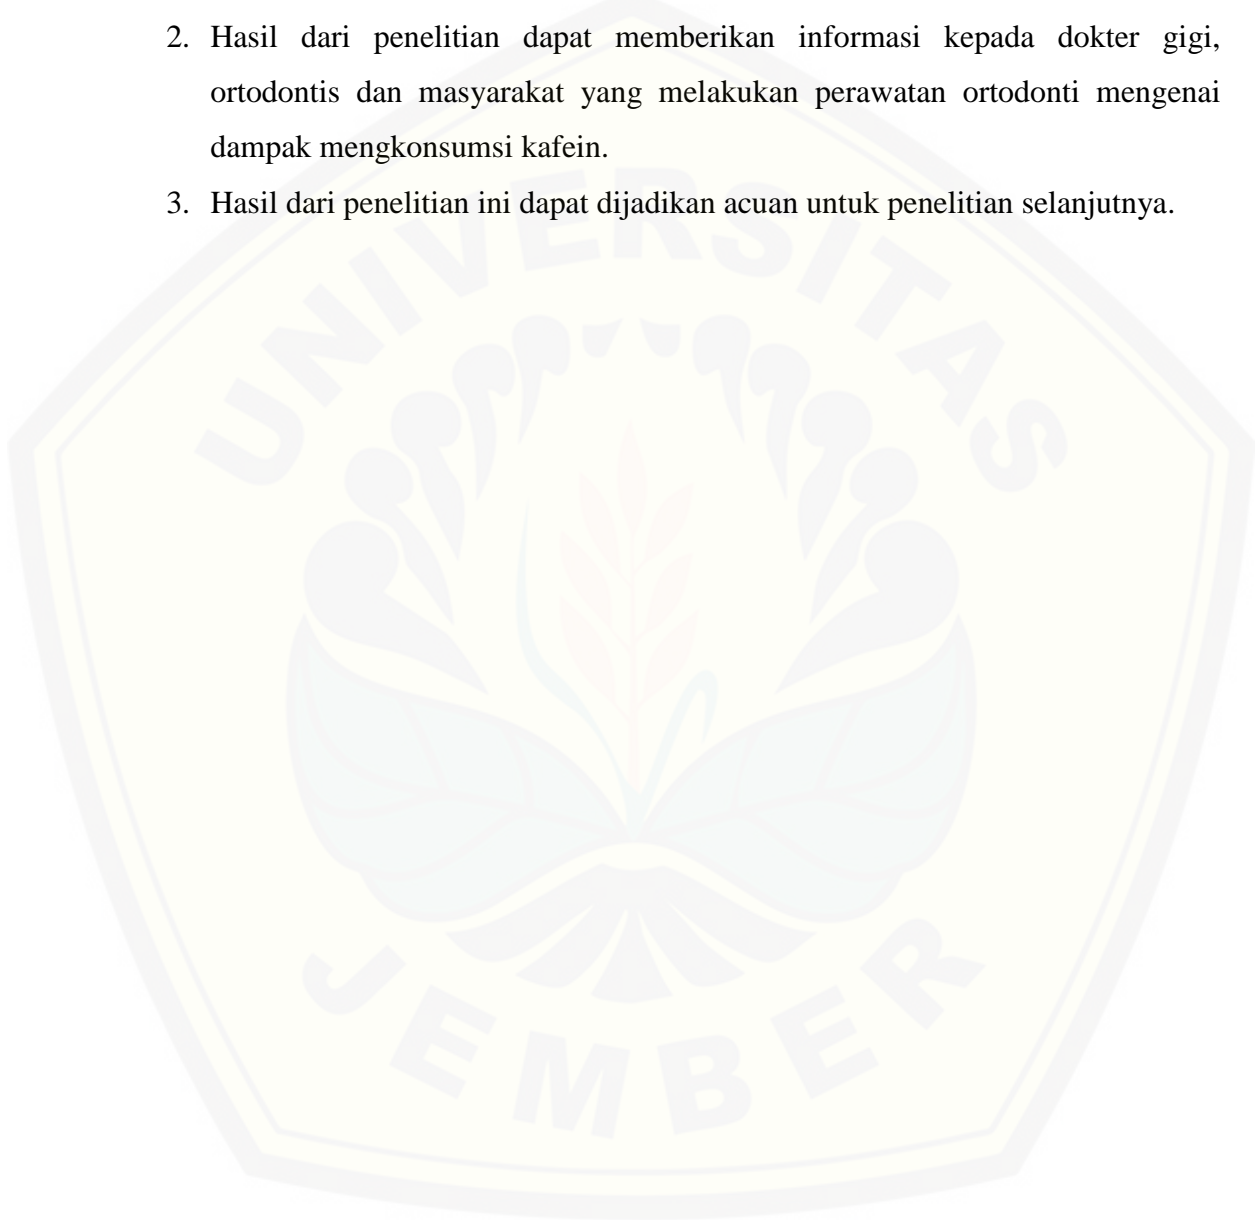 2. Hasil dari penelitian dapat memberikan informasi kepada dokter gigi,
ortodontis dan masyarakat yang melakukan perawatan ortodonti mengenai
dampak mengkonsumsi kafein.
3. Hasil dari penelitian ini dapat dijadikan acuan untuk penelitian selanjutnya.
UNIVERSITAS
JEMBER